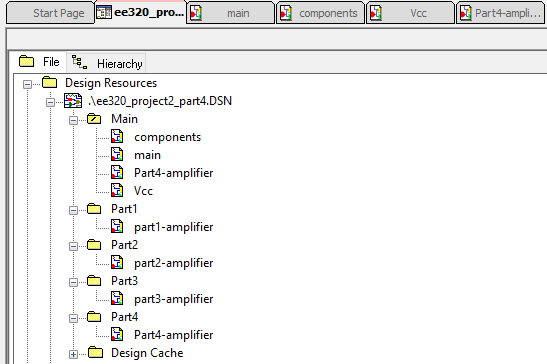 Start Page ee320_pro... main components Vcc Part4-ampli...
File Hierarchy
Design Resources
.\ee320_project2_part4.DSN
Main
components
main
Part4-amplifier
Vcc
Part1
part1-amplifier
Part2
part2-amplifier
Part3
part3-amplifier
Part4
Part4-amplifier
Design Cache